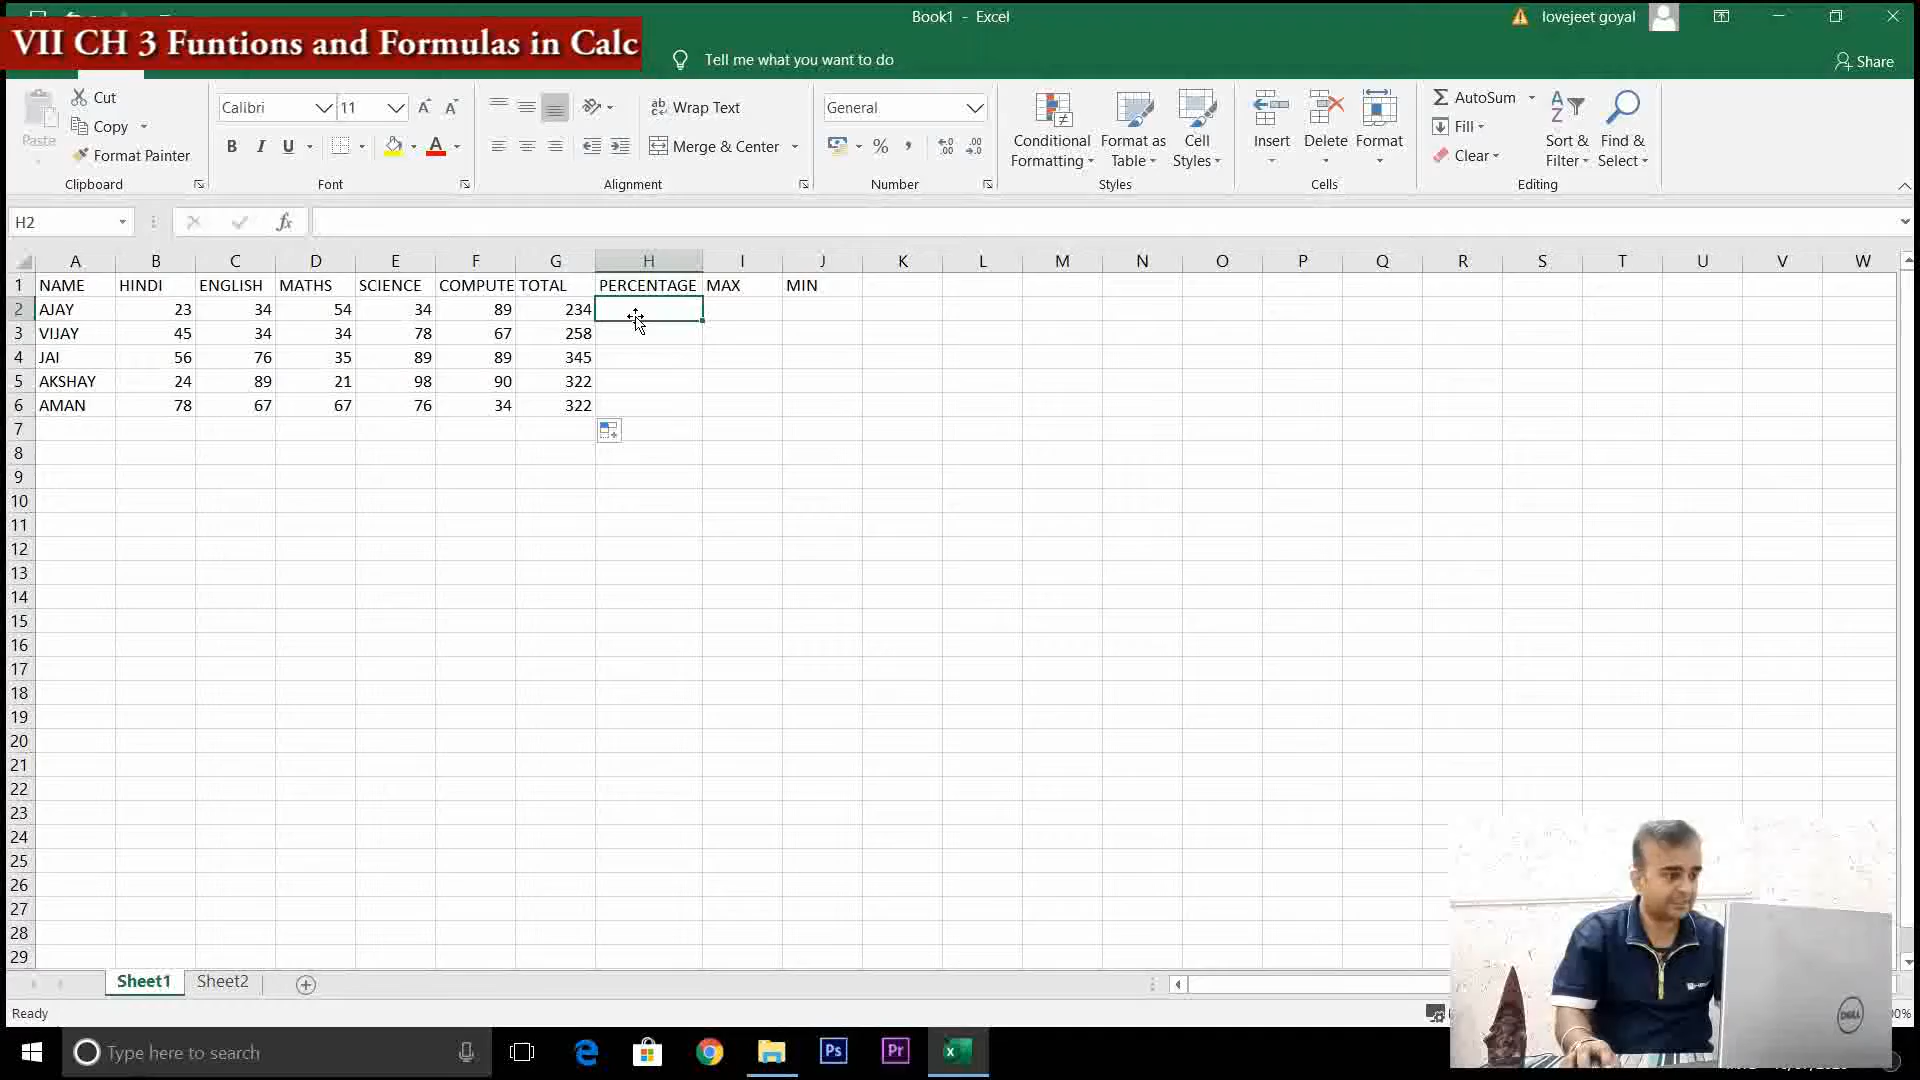 Book1 - Excel
lovejeet goyal
VII CH 3 Funtions and Formulas in Calc
Tell me what you want to do
Share
Paste
Cut
Copy
Format Painter
Clipboard
Calibri
11
B I U
A
Font
ab
Wrap Text
Merge & Center
Alignment
General
%
Number
Conditional Formatting
Format as Table
Cell Styles
Styles
Insert
Delete
Format
Cells
AutoSum
Fill
Clear
Sort & Filter
Find & Select
Editing
H2
fx
A B C D E F G H I J K L M N O P Q R S T U V W
1 NAME HINDI ENGLISH MATHS SCIENCE COMPUTE TOTAL PERCENTAGE MAX MIN
2 AJAY 23 34 54 34 89 234
3 VIJAY 45 34 34 78 67 258
4 JAI 56 76 35 89 89 345
5 AKSHAY 24 89 21 98 90 322
6 AMAN 78 67 67 76 34 322
7
8
9
10
11
12
13
14
15
16
17
18
19
20
21
22
23
24
25
26
27
28
29
Sheet1 Sheet2
Ready
Type here to search
Ps
Pr
DELL